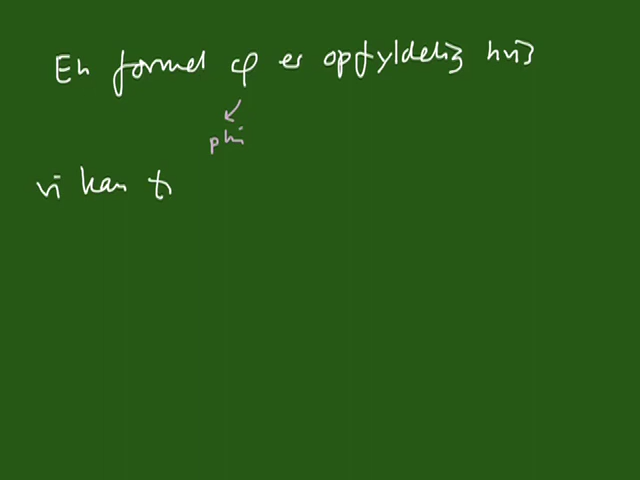 En formel φ er opfyldelig hvis
phi
vi kan